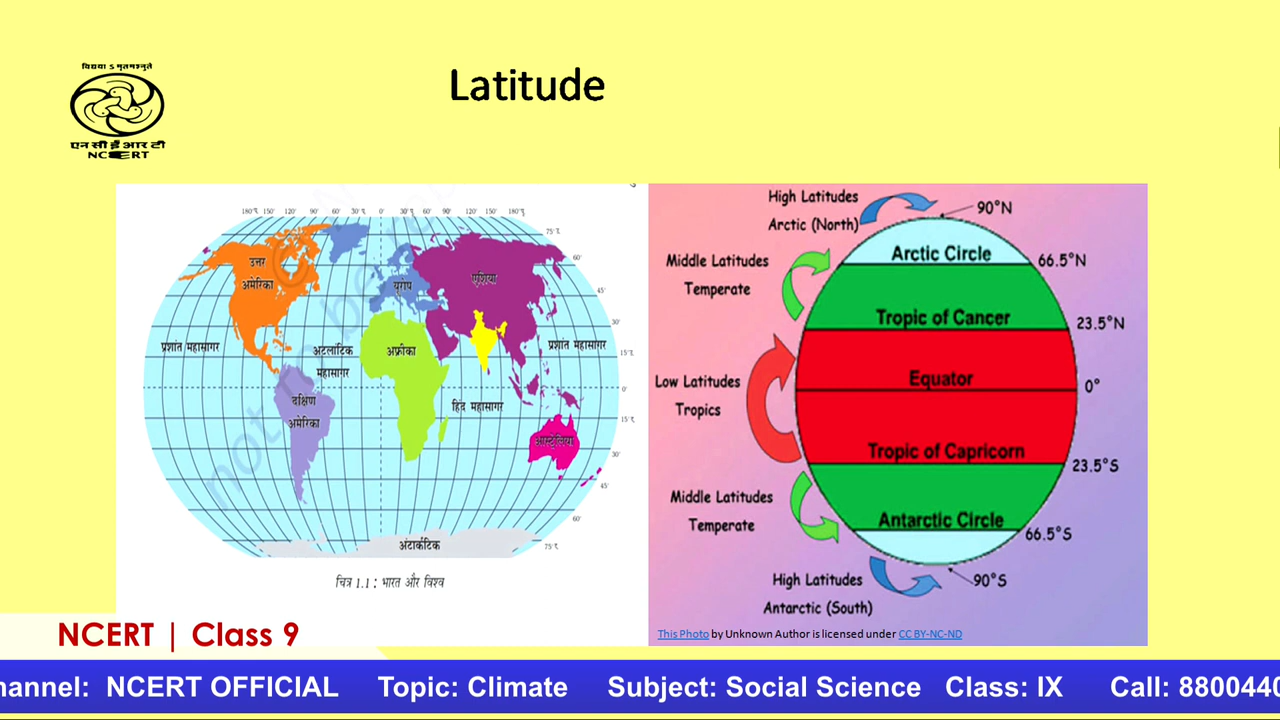 विद्यया ऽ मृतमश्नुते
एन सी ई आर टी
NCERT
Latitude
180° 150° 120° 90° 60° 30° 0° 30° 60° 90° 120° 150° 180°
75°
60°
45°
30°
15°
0°
15°
30°
45°
60°
75°
उत्तर
अमेरिका
यूरोप
एशिया
प्रशांत महासागर
अटलांटिक
महासागर
अफ्रीका
प्रशांत महासागर
दक्षिण
अमेरिका
हिंद महासागर
आस्ट्रेलिया
अंटार्कटिक
चित्र 1.1 : भारत और विश्व
High Latitudes
Arctic (North)
90°N
Arctic Circle
66.5°N
Middle Latitudes
Temperate
Tropic of Cancer
23.5°N
Low Latitudes
Tropics
Equator
0°
Tropic of Capricorn
23.5°S
Middle Latitudes
Temperate
Antarctic Circle
66.5°S
High Latitudes
Antarctic (South)
90°S
This Photo by Unknown Author is licensed under CC BY-NC-ND
NCERT | Class 9
hannel: NCERT OFFICIAL Topic: Climate Subject: Social Science Class: IX Call: 8800440